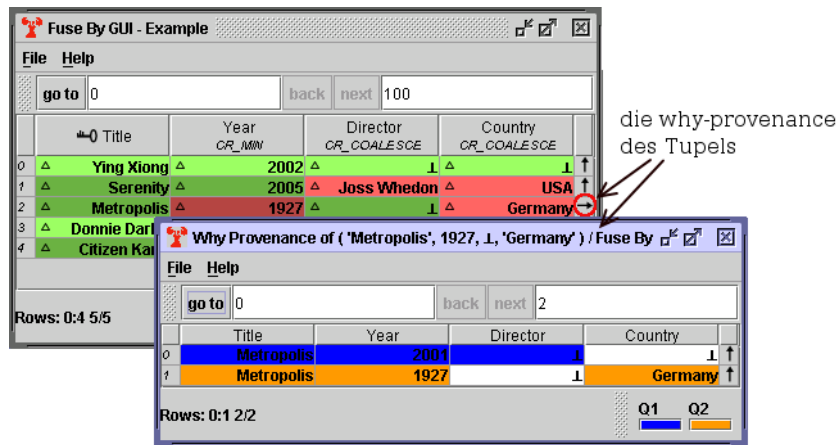 Fuse By GUI - Example
File Help
go to 0 back next 100
Title Year CR_MIN Director CR_COALESCE Country CR_COALESCE
0 Ying Xiong 2002 ⊥ ⊥
1 Serenity 2005 Joss Whedon USA
2 Metropolis 1927 ⊥ Germany
3 Donnie
4 Citizen
Rows: 0:4 5/5
die why-provenance
des Tupels
Why Provenance of ( 'Metropolis', 1927, ⊥, 'Germany' ) / Fuse By
File Help
go to 0 back next 2
Title Year Director Country
0 Metropolis 2001 ⊥ ⊥
1 Metropolis 1927 ⊥ Germany
Rows: 0:1 2/2
Q1 Q2